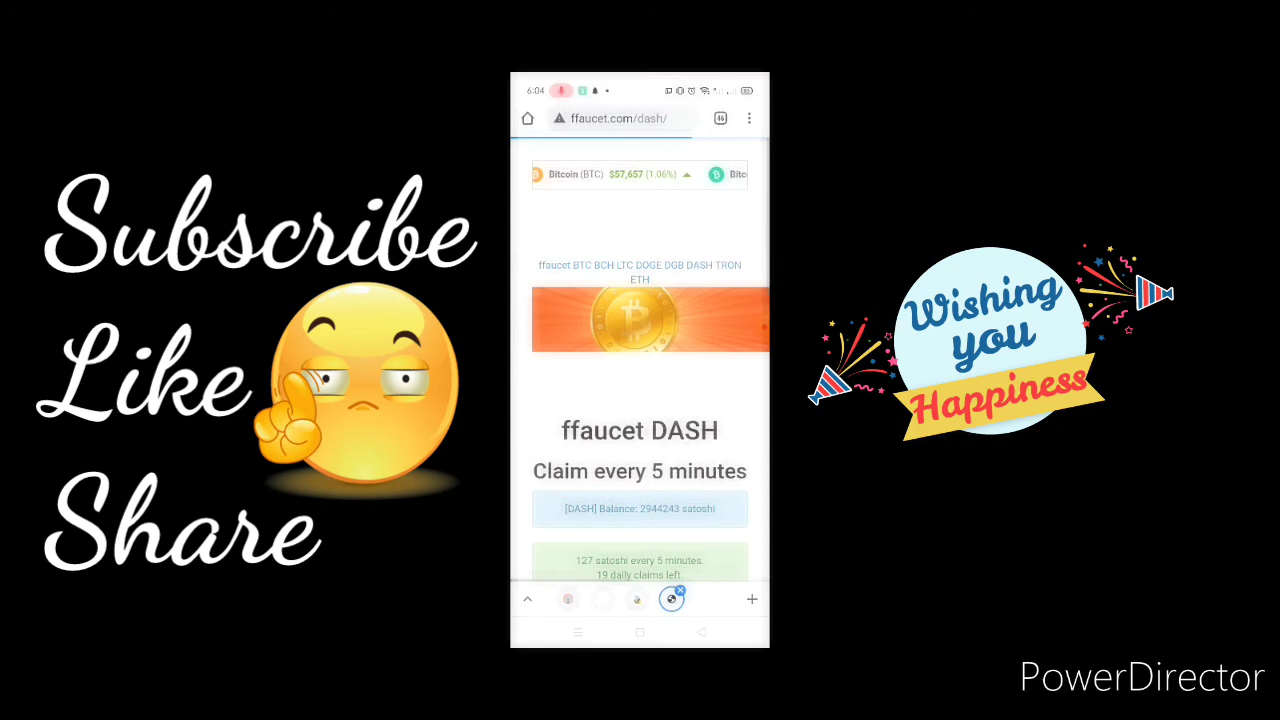 Subscribe
Like
Share
6:04
46
ffaucet.com/dash/
Bitcoin (BTC) $57,657 (1.06%)
ffaucet BTC BCH LTC DOGE DGB DASH TRON
ETH
ffaucet DASH
Claim every 5 minutes
[DASH] Balance: 2944243 satoshi
127 satoshi every 5 minutes.
19 daily claims left.
Wishing
you
Happiness
PowerDirector